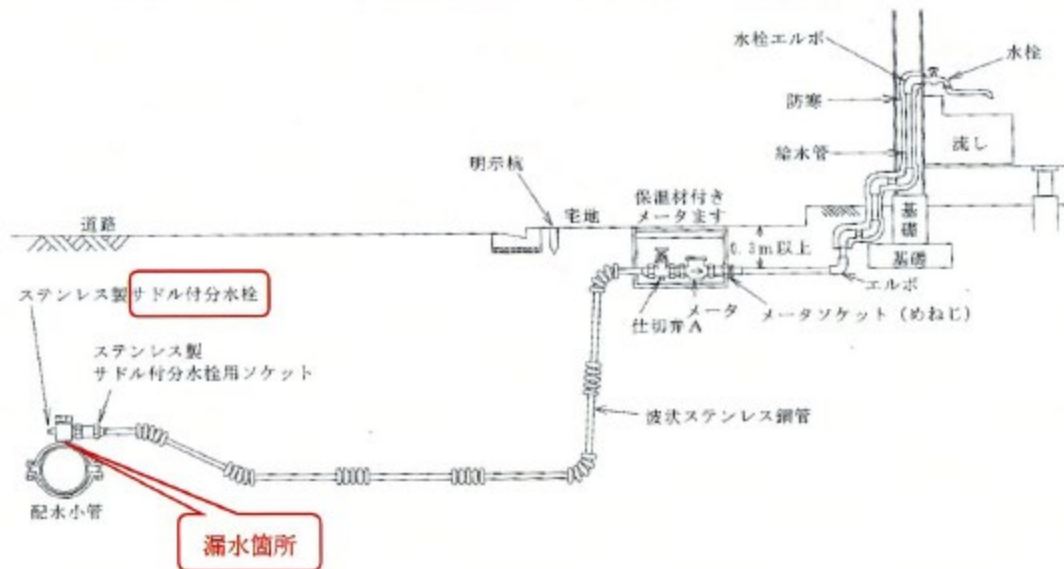 水栓エルボ
水栓
防寒
給水管
流し
明示杭
保温材付き
メータます
道路
宅地
0.3m以上
基礎
基礎
ステンレス製サドル付分水栓
エルボ
メータ
メータソケット(めねじ)
仕切弁A
ステンレス製
サドル付分水栓用ソケット
波状ステンレス鋼管
配水小管
漏水箇所